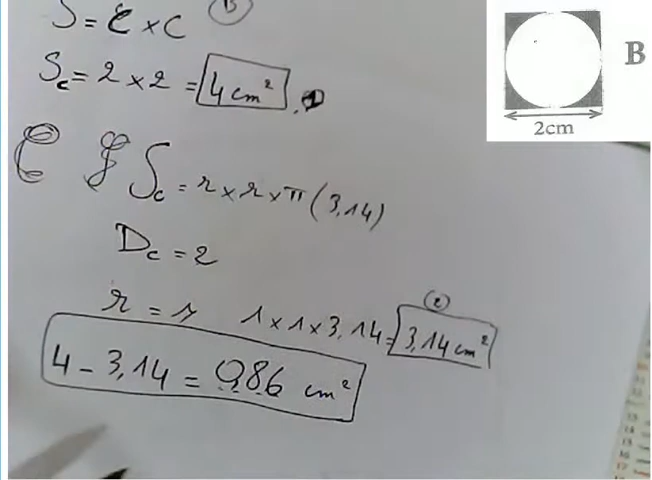 B
S = c × c
Sc = 2 × 2 = 4 cm²
B
2cm
Sc = r × r × π (3,14)
Dc = 2
r = 1 1 × 1 × 3,14 = 3,14 cm²
2
4 - 3,14 = 0,86 cm²